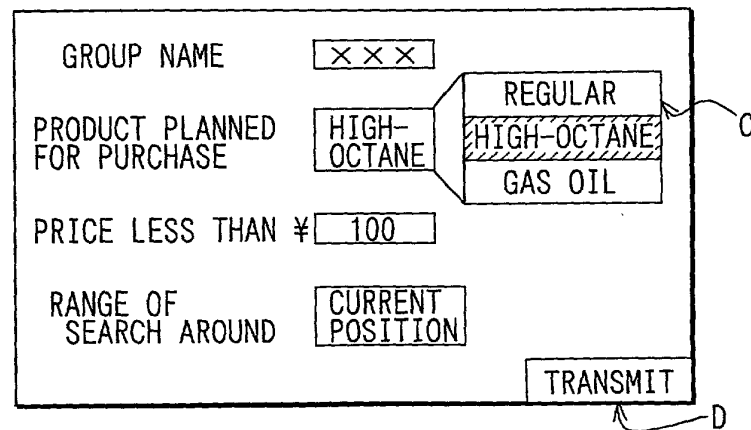 GROUP NAME
× × ×
PRODUCT PLANNED
FOR PURCHASE
HIGH-
OCTANE
REGULAR
HIGH-OCTANE
GAS OIL
C
PRICE LESS THAN ¥ 100
RANGE OF
SEARCH AROUND
CURRENT
POSITION
TRANSMIT
D